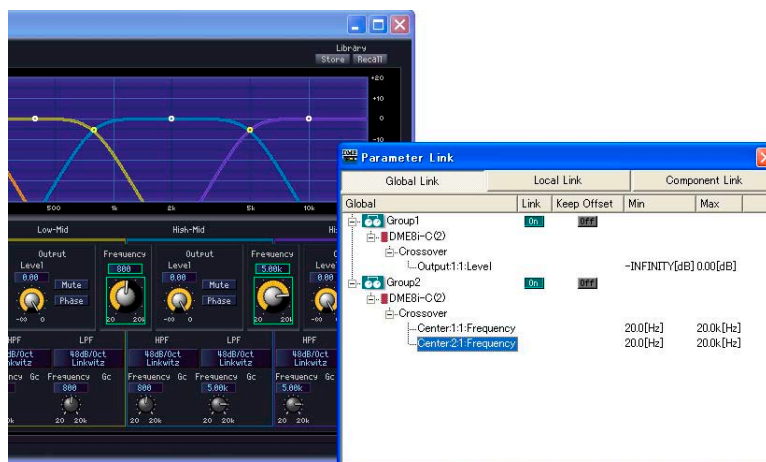 Library
Store Recall
+20
+10
0
-10
500 1k 2k 5k 10k
Low-Mid High-Mid Hi
Output Frequency Output Frequency
Level 800 Level 5.00k
0.00 Mute 0.00 Mute 0.00
Phase Phase
-∞ 0 20 20k -∞ 0 20 20k -∞
HPF LPF HPF LPF HPF
48dB/Oct 48dB/Oct 48dB/Oct 48dB/Oct
Linkwitz Linkwitz Linkwitz Linkwitz
Frequency Gc Frequency Gc Frequency Gc Frequency
800 800 5.00k 5.00k
20 20k 20 20k 20 20k 20 20k
Parameter Link
Global Link Local Link Component Link
Global Link Keep Offset Min Max
Group1 On Off
DME8i-C(2)
Crossover
Output1:1:Level -INFINITY[dB] 0.00[dB]
Group2 On Off
DME8i-C(2)
Crossover
Center:1:1:Frequency 20.0[Hz] 20.0k[Hz]
Center:2:1:Frequency 20.0[Hz] 20.0k[Hz]